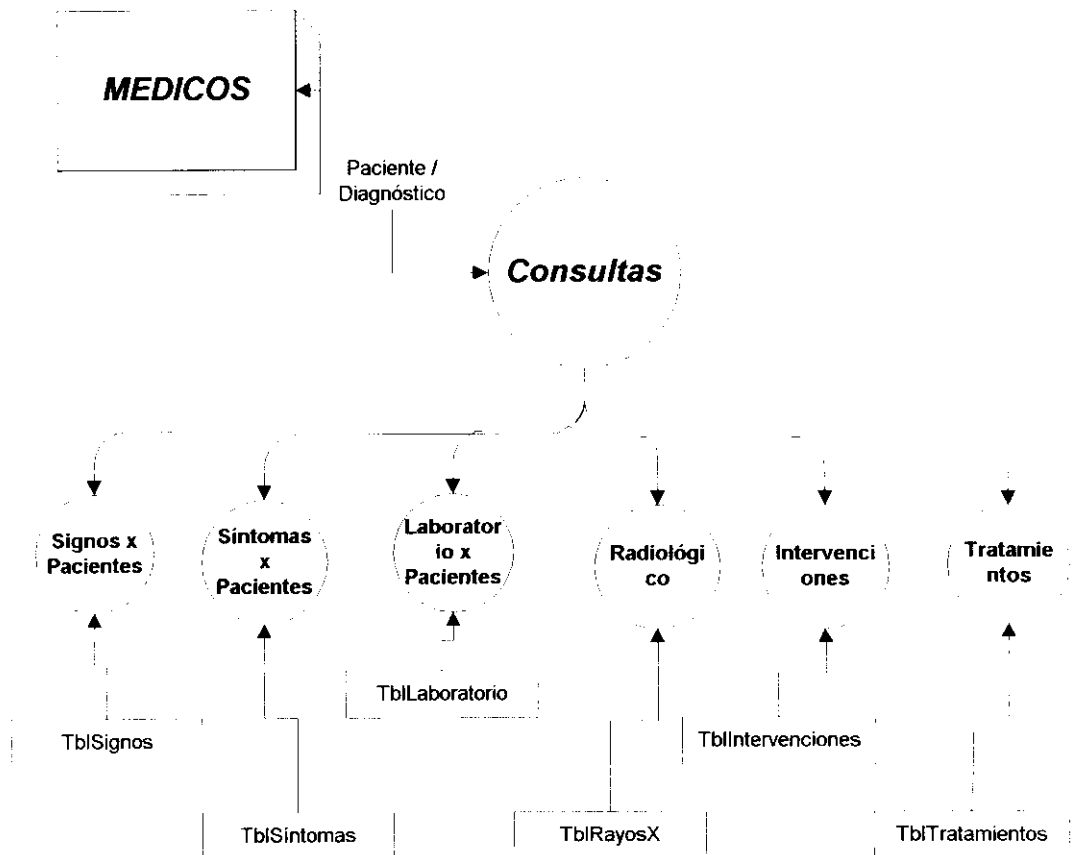 MEDICOS
Paciente /
Diagnóstico
Consultas
Signos x
Pacientes
Síntomas
x
Pacientes
Laborator
io x
Pacientes
Radiológi
co
Intervenci
ones
Tratamie
ntos
TblLaboratorio
TblSignos
TblIntervenciones
TblSíntomas
TblRayosX
TblTratamientos